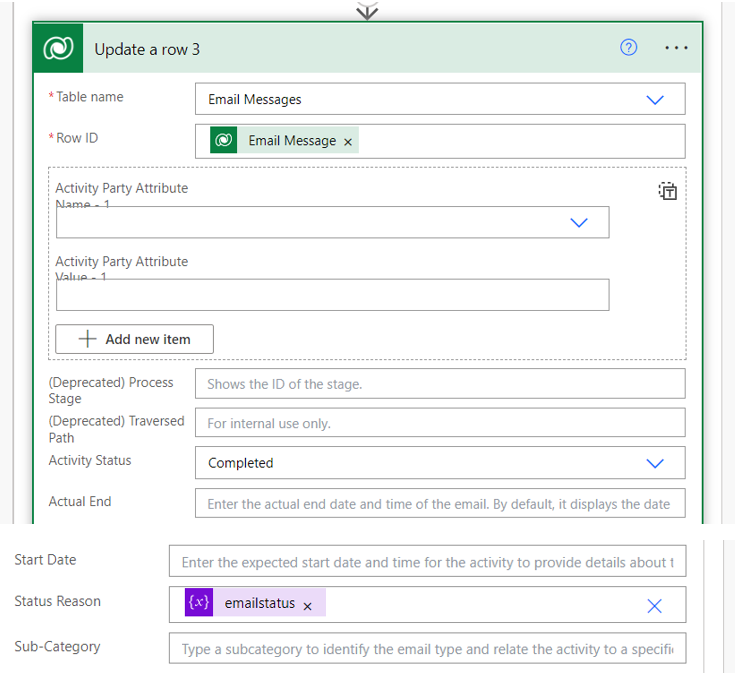 Update a row 3
* Table name
Email Messages
* Row ID
Email Message ×
Activity Party Attribute
Name - 1
Activity Party Attribute
Value - 1
Add new item
(Deprecated) Process
Stage
Shows the ID of the stage.
(Deprecated) Traversed
Path
For internal use only.
Activity Status
Completed
Actual End
Enter the actual end date and time of the email. By default, it displays the date
Start Date
Enter the expected start date and time for the activity to provide details about t
Status Reason
{x} emailstatus ×
Sub-Category
Type a subcategory to identify the email type and relate the activity to a specifi